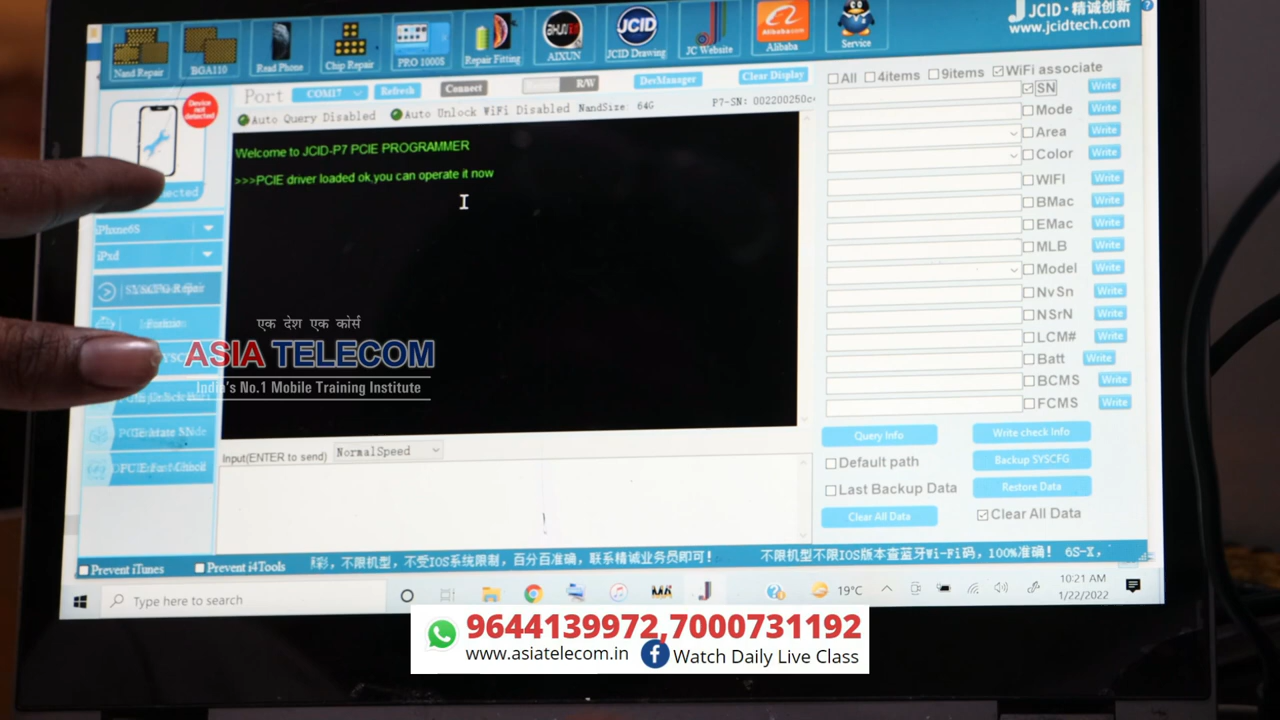 Nand Repair
BGA110
Read Phone
Chip Repair
PRO 1000S
Repair Fitting
AIXUN
JCID Drawing
JC Website
Alibaba
Service
JCID·精诚创新
www.jcidtech.com
Port COM17 Refresh Connect R/W DevManager Clear Display
Auto Query Disabled Auto Unlock WiFi Disabled NandSize: 64G P7-SN: 002200250c
Device not detected
Welcome to JCID-P7 PCIE PROGRAMMER
>>>PCIE driver loaded ok,you can operate it now
SYSCFG Repair
All 4items 9items WiFi associate
SN Write
Mode Write
Area Write
Color Write
WIFI Write
BMac Write
EMac Write
MLB Write
Model Write
NvSn Write
NSrN Write
LCM# Write
Batt Write
BCMS Write
FCMS Write
Query Info Write check Info
Default path Backup SYSCFG
Last Backup Data Restore Data
Clear All Data Clear All Data
एक देश एक कोर्स
ASIA TELECOM
India's No.1 Mobile Training Institute
Input(ENTER to send) NormalSpeed
Prevent iTunes Prevent i4Tools 彩，不限机型，不受IOS系统限制，百分百准确，联系精诚业务员即可！ 不限机型不限IOS版本查蓝牙Wi-Fi码，100%准确！ 6S-X，
Type here to search
19°C
10:21 AM
1/22/2022
9644139972,7000731192
www.asiatelecom.in Watch Daily Live Class